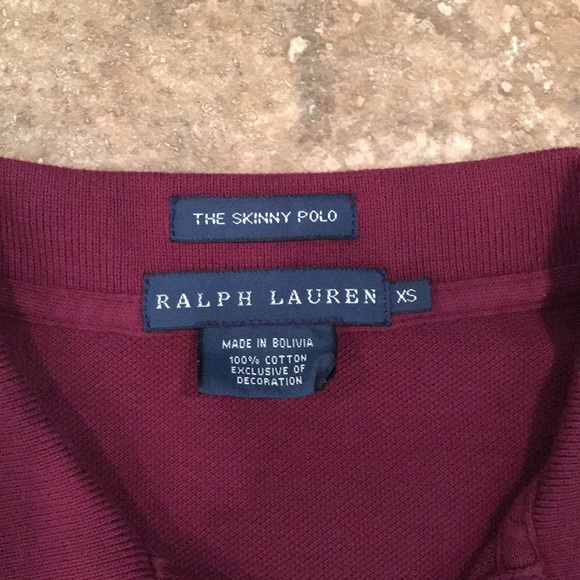 THE SKINNY POLO
RALPH LAUREN XS
MADE IN BOLIVIA
100% COTTON
EXCLUSIVE OF
DECORATION